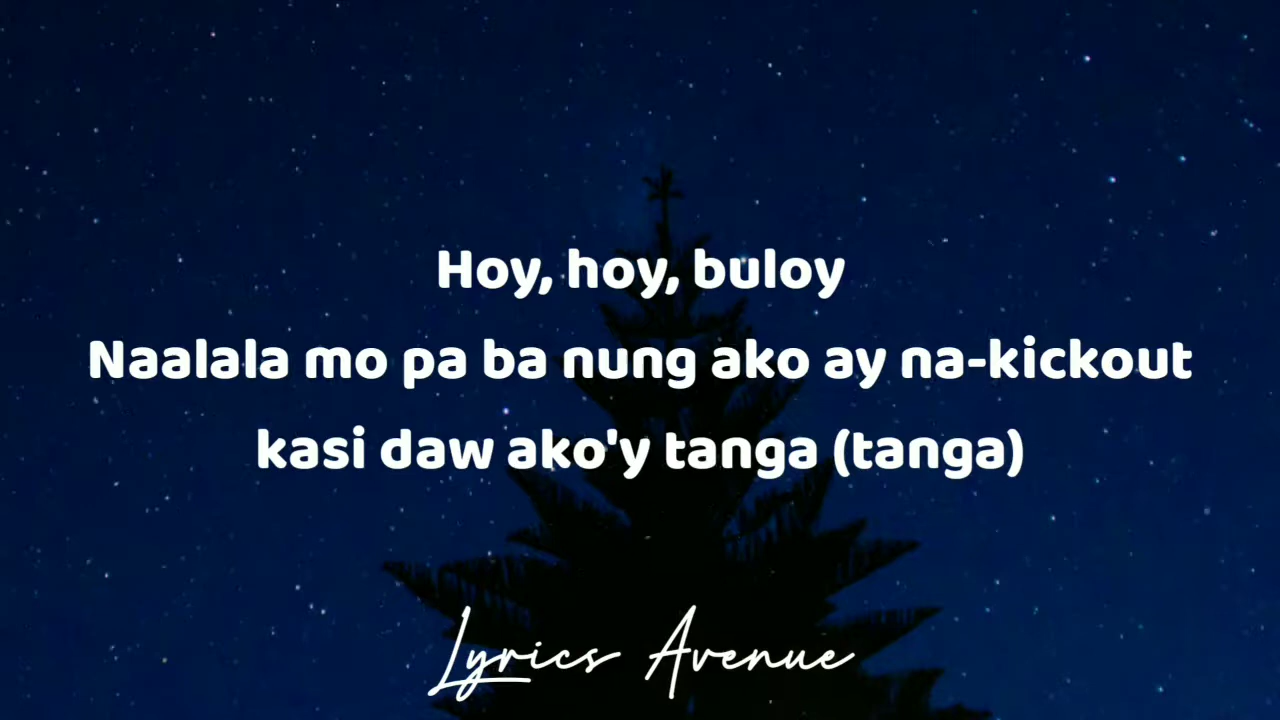 Hoy, hoy, buloy
Naalala mo pa ba nung ako ay na-kickout
kasi daw ako'y tanga (tanga)
Lyrics Avenue